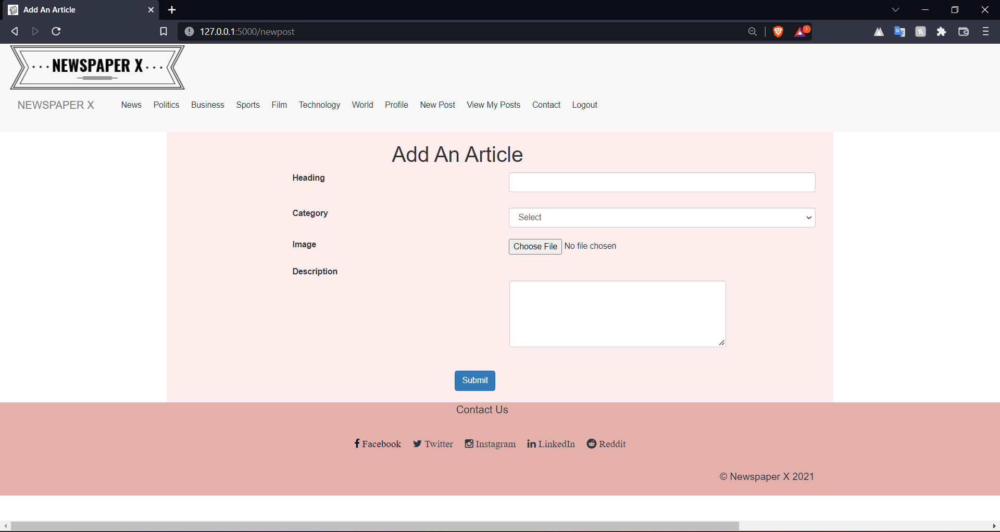 Add An Article
127.0.0.1:5000/newpost
1
··· NEWSPAPER X ···
NEWSPAPER X News Politics Business Sports Film Technology World Profile New Post View My Posts Contact Logout
Add An Article
Heading
Category Select
Image Choose File No file chosen
Description
Submit
Contact Us
Facebook Twitter Instagram LinkedIn Reddit
© Newspaper X 2021